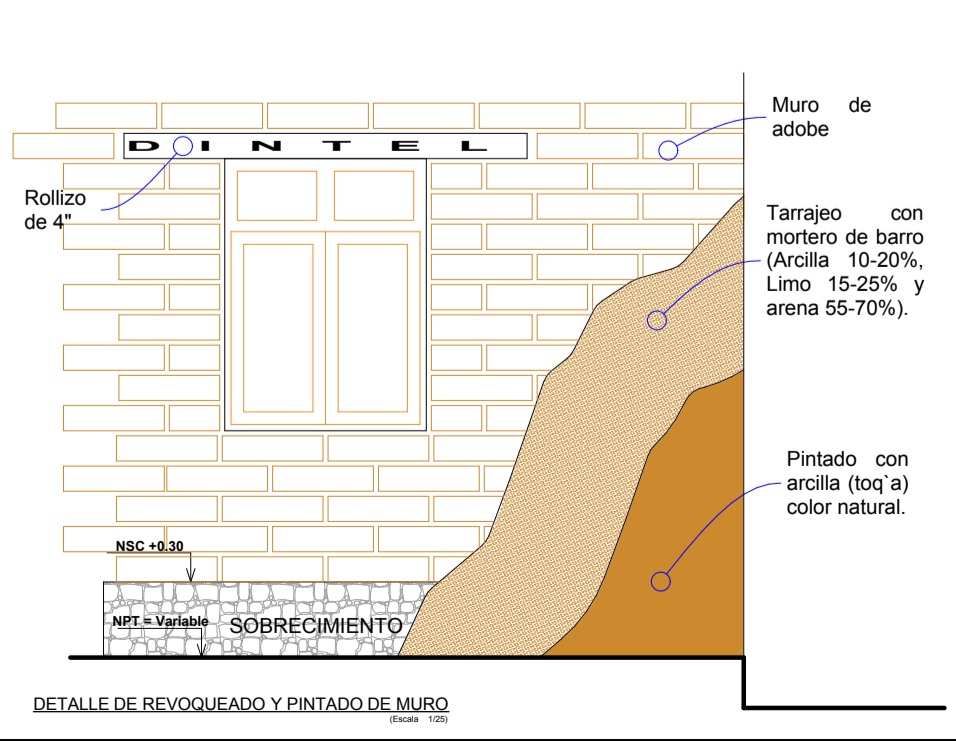 Muro de
adobe
DINTEL
Rollizo
de 4"
Tarrajeo con
mortero de barro
(Arcilla 10-20%,
Limo 15-25% y
arena 55-70%).
Pintado con
arcilla (toq`a)
color natural.
NSC +0.30
NPT = Variable
SOBRECIMIENTO
DETALLE DE REVOQUEADO Y PINTADO DE MURO
(Escala 1/25)